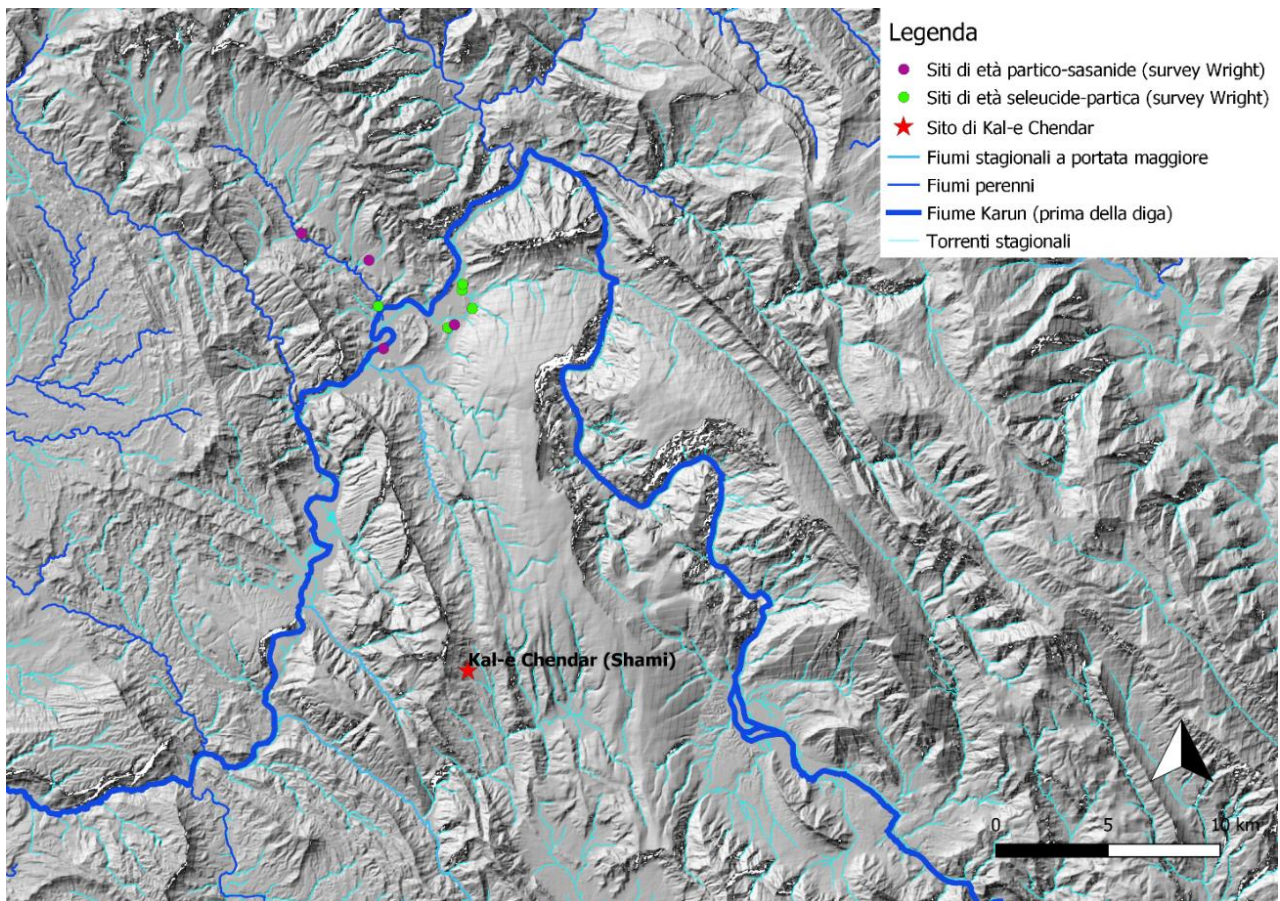 Legenda
Siti di età partico-sasanide (survey Wright)
Siti di età seleucide-partica (survey Wright)
Sito di Kal-e Chendar
Fiumi stagionali a portata maggiore
Fiumi perenni
Fiume Karun (prima della diga)
Torrenti stagionali
Kal-e Chendar (Shami)
0 5 10 km